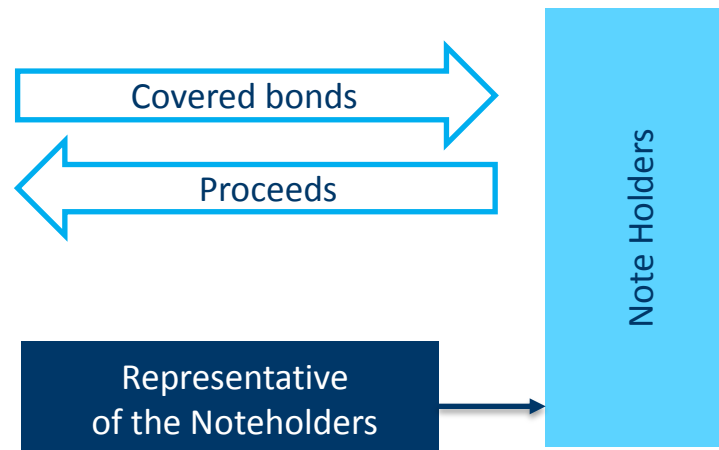 Covered bonds
Proceeds
Note Holders
Representative
of the Noteholders